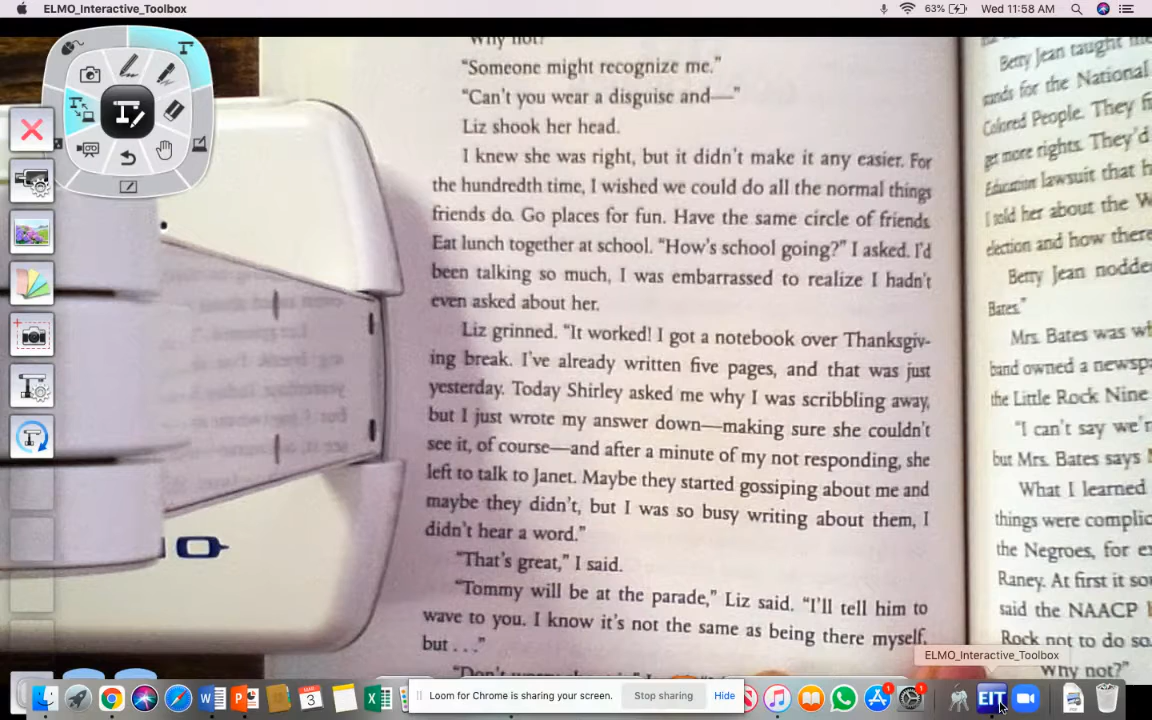 ELMO_Interactive_Toolbox
63%
Wed 11:58 AM
Why not?"
"Someone might recognize me."
"Can't you wear a disguise and—"
Liz shook her head.
I knew she was right, but it didn't make it any easier. For
the hundredth time, I wished we could do all the normal things
friends do. Go places for fun. Have the same circle of friends.
Eat lunch together at school. "How's school going?" I asked. I'd
been talking so much, I was embarrassed to realize I hadn't
even asked about her.
Liz grinned. "It worked! I got a notebook over Thanksgiv-
ing break. I've already written five pages, and that was just
yesterday. Today Shirley asked me why I was scribbling away,
but I just wrote my answer down—making sure she couldn't
see it, of course—and after a minute of my not responding, she
left to talk to Janet. Maybe they started gossiping about me and
maybe they didn't, but I was so busy writing about them, I
didn't hear a word."
"That's great," I said.
"Tommy will be at the parade," Liz said. "I'll tell him to
wave to you. I know it's not the same as being there myself,
but . . ."
Betty Jean taught
for the National
Colored People. They
get more rights. They'd
Education lawsuit that
I told her about the
election and how there
Betty Jean nodded
Bates."
Mrs. Bates was
band owned a
the Little Rock Nine
"I can't say
but Mrs. Bates says
What I learned
things were
the Negroes, for
Raney. At first it
said the NAACP
Rock not to do so.
Why not?"
ELMO_Interactive_Toolbox
Loom for Chrome is sharing your screen.
Stop sharing
Hide
MAR
3
EIT